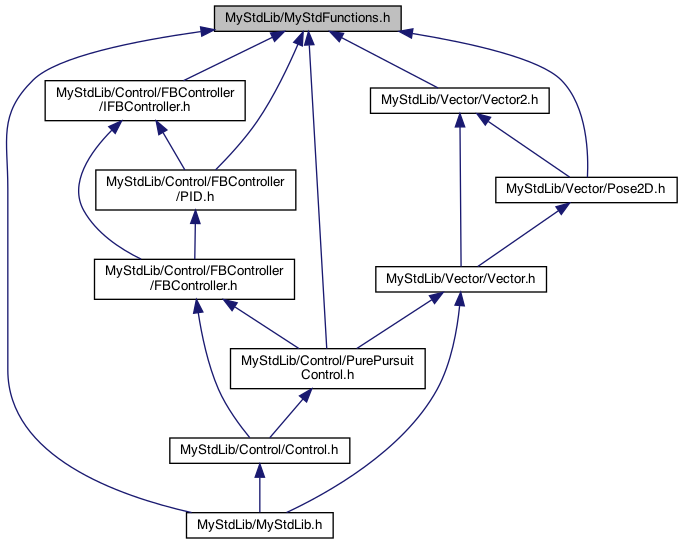 MyStdLib/MyStdFunctions.h
MyStdLib/Control/FBController
/IFBController.h
MyStdLib/Vector/Vector2.h
MyStdLib/Control/FBController
/PID.h
MyStdLib/Vector/Pose2D.h
MyStdLib/Control/FBController
/FBController.h
MyStdLib/Vector/Vector.h
MyStdLib/Control/PurePursuit
Control.h
MyStdLib/Control/Control.h
MyStdLib/MyStdLib.h